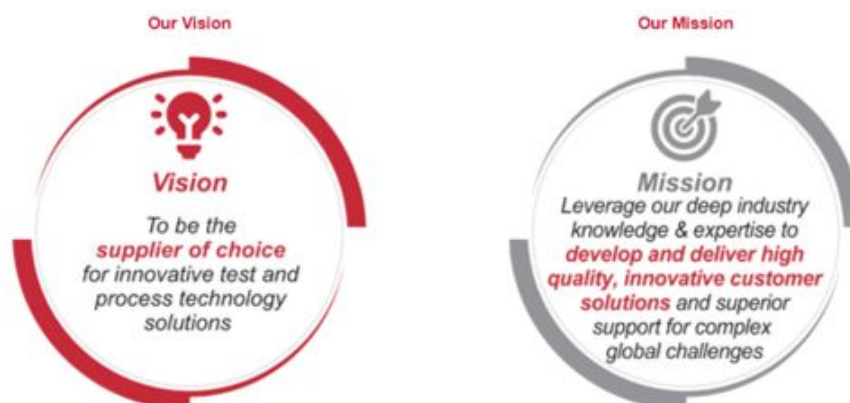 Our Vision
Vision
To be the
supplier of choice
for innovative test and
process technology
solutions
Our Mission
Mission
Leverage our deep industry
knowledge & expertise to
develop and deliver high
quality, innovative customer
solutions and superior
support for complex
global challenges